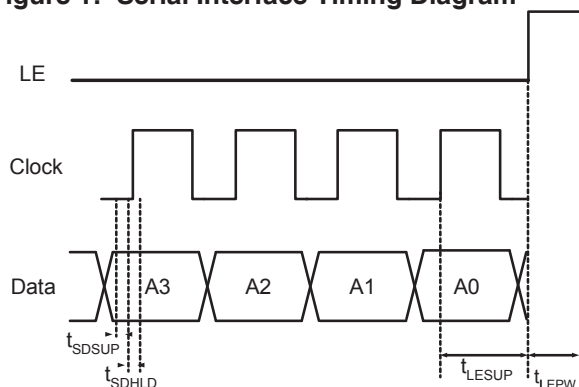 Figure 1. Serial Interface Timing Diagram
LE
Clock
Data
A3 A2 A1 A0
tSDSUP
tSDHLD
tLESUP
tLEPW